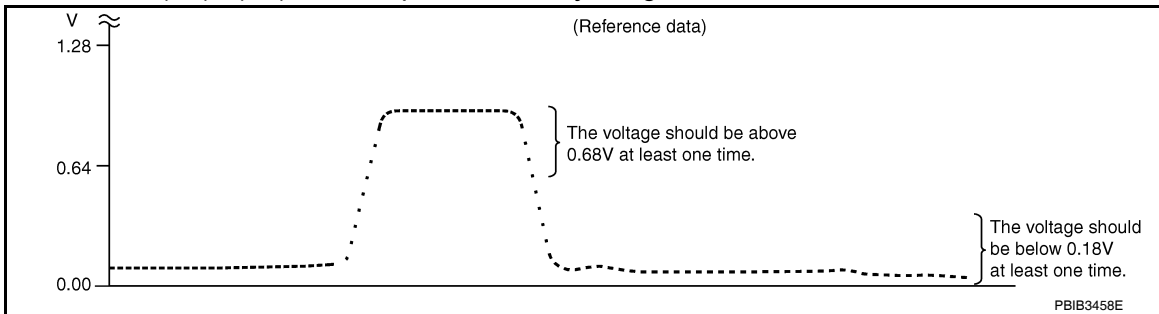 V
(Reference data)
1.28
The voltage should be above
0.68V at least one time.
0.64
The voltage should
be below 0.18V
at least one time.
0.00
PBIB3458E